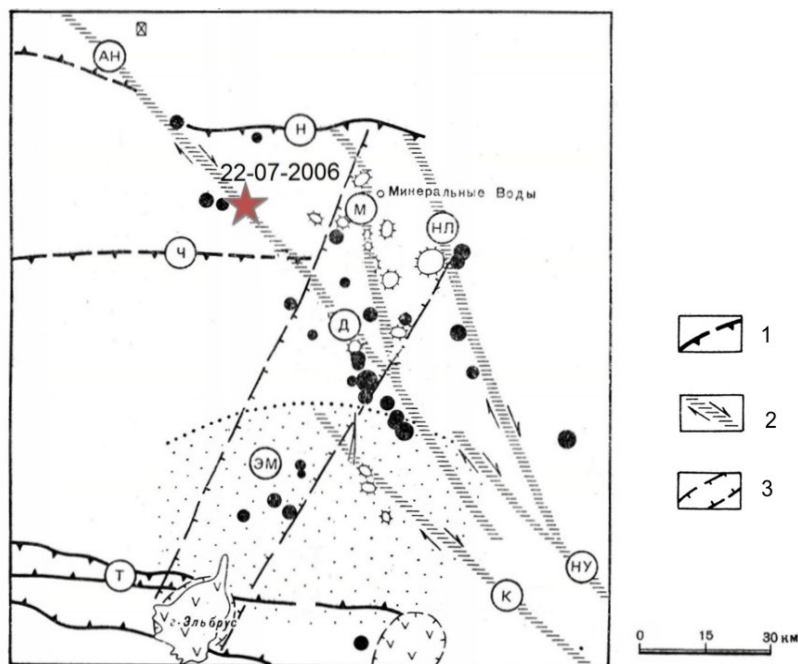 АН
Н
22-07-2006
Минеральные Воды
М
НЛ
Ч
Д
1
2
ЭМ
3
НУ
Т
К
г. Эльбрус
0 15 30 км